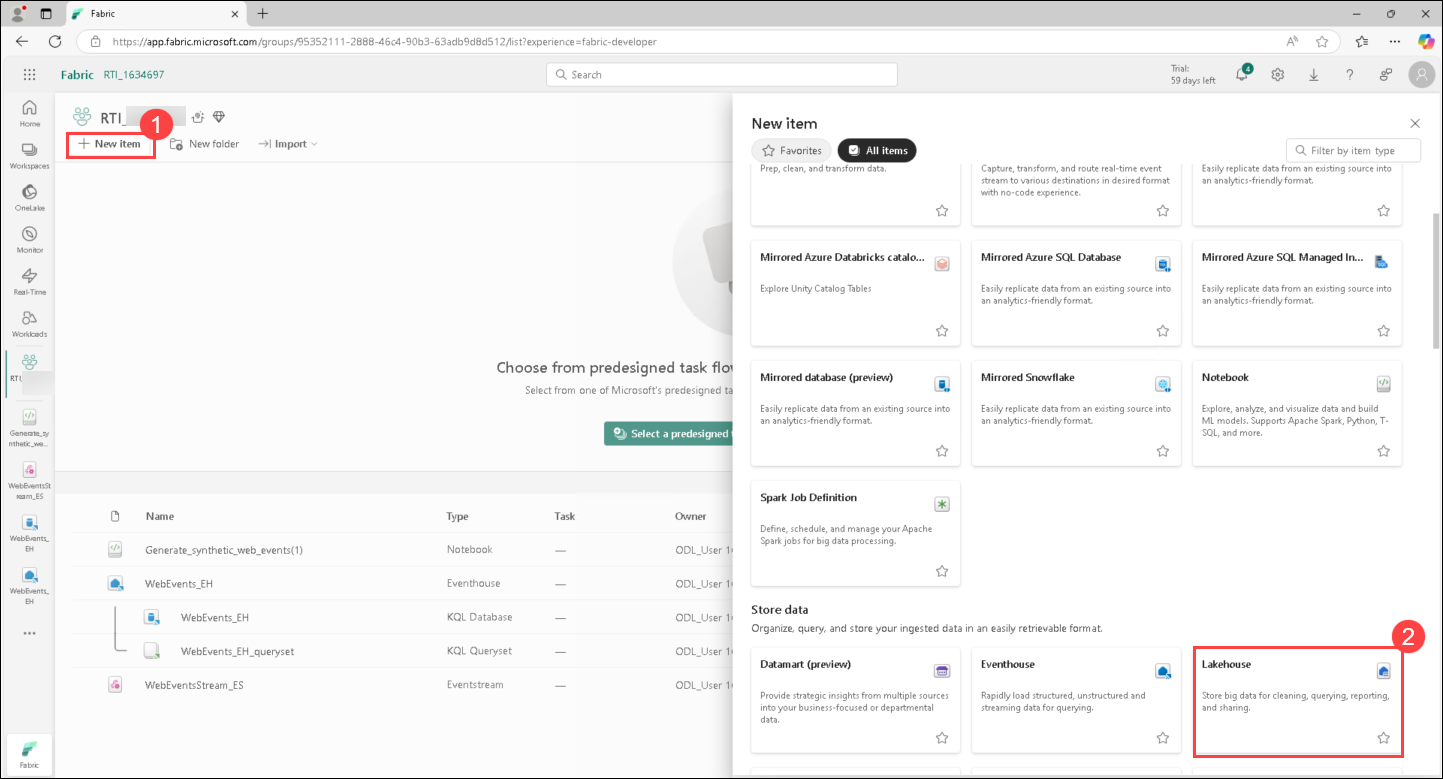 Fabric
https://app.fabric.microsoft.com/groups/95352111-2888-46c4-90b3-63adb9d8d512/list?experience=fabric-developer
Fabric RTI_1634697
Search
Trial:
59 days left
4
Home
Workspaces
OneLake
Monitor
Real-Time
Workloads
RTI_
Generate_sy
nthetic_we...
WebEventsSt
ream_ES
WebEvents_
EH
WebEvents_
EH
Fabric
RTI_
1
New item
New folder
Import
Choose from predesigned task flow
Select from one of Microsoft's predesigned ta
Select a predesigned t
Name Type Task Owner
Generate_synthetic_web_events(1) Notebook — ODL_User 1
WebEvents_EH Eventhouse — ODL_User 1
WebEvents_EH KQL Database — ODL_User 1
WebEvents_EH_queryset KQL Queryset — ODL_User 1
WebEventsStream_ES Eventstream — ODL_User 1
New item
Favorites
All items
Filter by item type
Prep, clean, and transform data.
Capture, transform, and route real-time event
stream to various destinations in desired format
with no-code experience.
Easily replicate data from an existing source into
an analytics-friendly format.
Mirrored Azure Databricks catalo...
Explore Unity Catalog Tables
Mirrored Azure SQL Database
Easily replicate data from an existing source into
an analytics-friendly format.
Mirrored Azure SQL Managed In...
Easily replicate data from an existing source into
an analytics-friendly format.
Mirrored database (preview)
Easily replicate data from an existing source into
an analytics-friendly format.
Mirrored Snowflake
Easily replicate data from an existing source into
an analytics-friendly format.
Notebook
Explore, analyze, and visualize data and build
ML models. Supports Apache Spark, Python, T-
SQL, and more.
Spark Job Definition
Define, schedule, and manage your Apache
Spark jobs for big data processing.
Store data
Organize, query, and store your ingested data in an easily retrievable format.
2
Datamart (preview)
Provide strategic insights from multiple sources
into your business-focused or departmental
data.
Eventhouse
Rapidly load structured, unstructured and
streaming data for querying.
Lakehouse
Store big data for cleaning, querying, reporting,
and sharing.